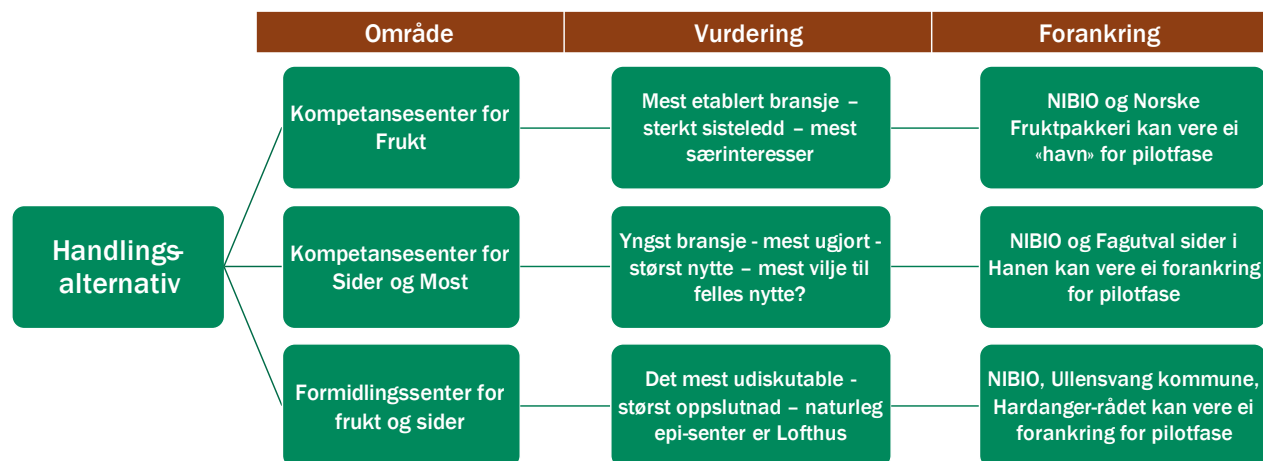 Område
Vurdering
Forankring
Handlings-
alternativ
Kompetansesenter for
Frukt
Mest etablert bransje –
sterkt sisteledd – mest
særinteresser
NIBIO og Norske
Fruktpakkeri kan vere ei
«havn» for pilotfase
Kompetansesenter for
Sider og Most
Yngst bransje - mest ugjort -
størst nytte – mest vilje til
felles nytte?
NIBIO og Fagutval sider i
Hanen kan vere ei forankring
for pilotfase
Formidlingssenter for
frukt og sider
Det mest udiskutable -
størst oppslutnad – naturleg
epi-senter er Lofthus
NIBIO, Ullensvang kommune,
Hardanger-rådet kan vere ei
forankring for pilotfase